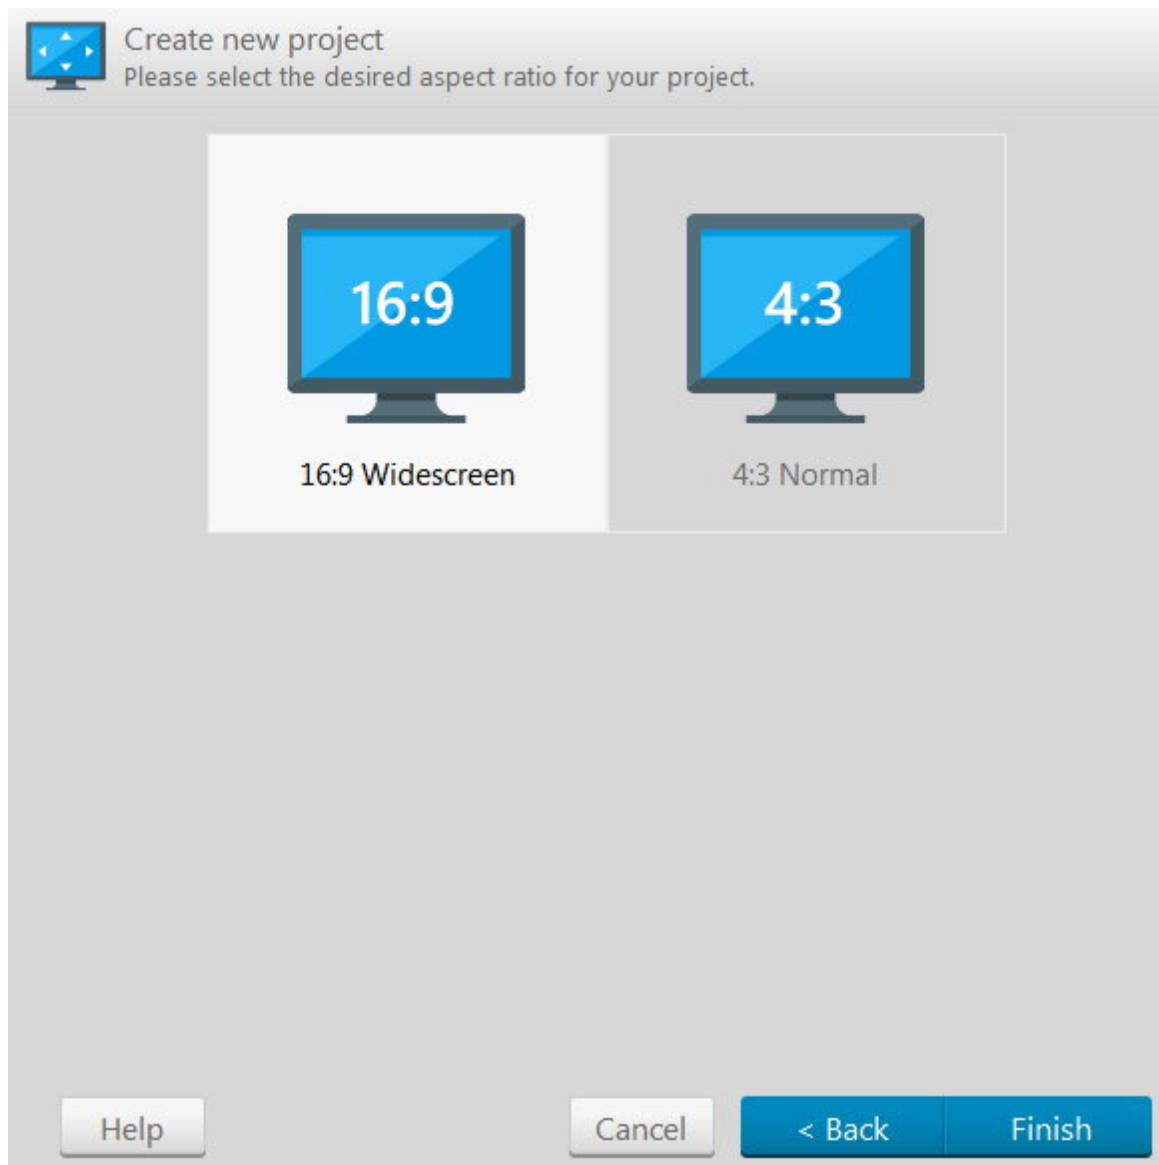 Create new project
Please select the desired aspect ratio for your project.
16:9
4:3
16:9 Widescreen
4:3 Normal
Help
Cancel
< Back
Finish